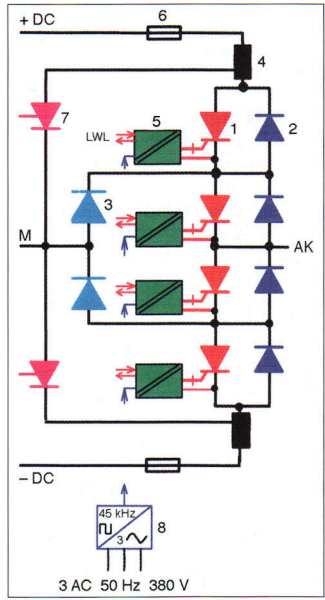 + DC
6
4
7
1
2
LWL
5
3
M
AK
– DC
45 kHz
3
8
3 AC 50 Hz 380 V